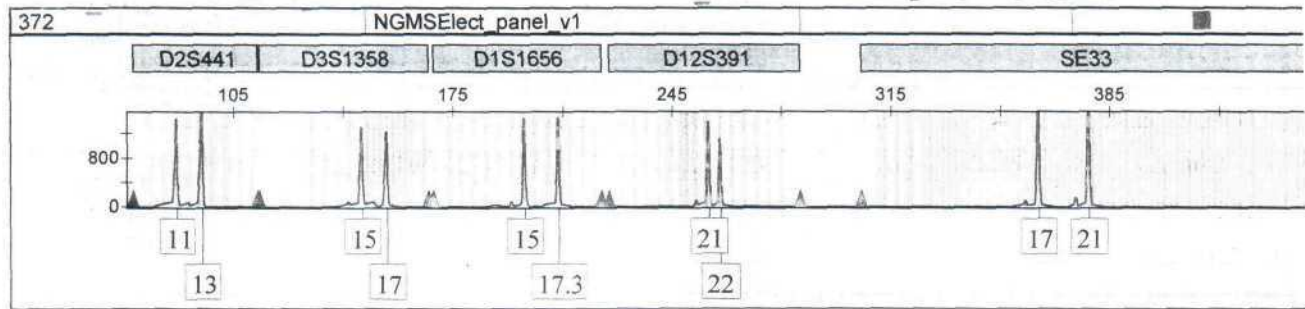 372 NGMSElect_panel_v1
D2S441 D3S1358 D1S1656 D12S391 SE33
105 175 245 315 385
800
0
11 15 15 21 17 21
13 17 17.3 22